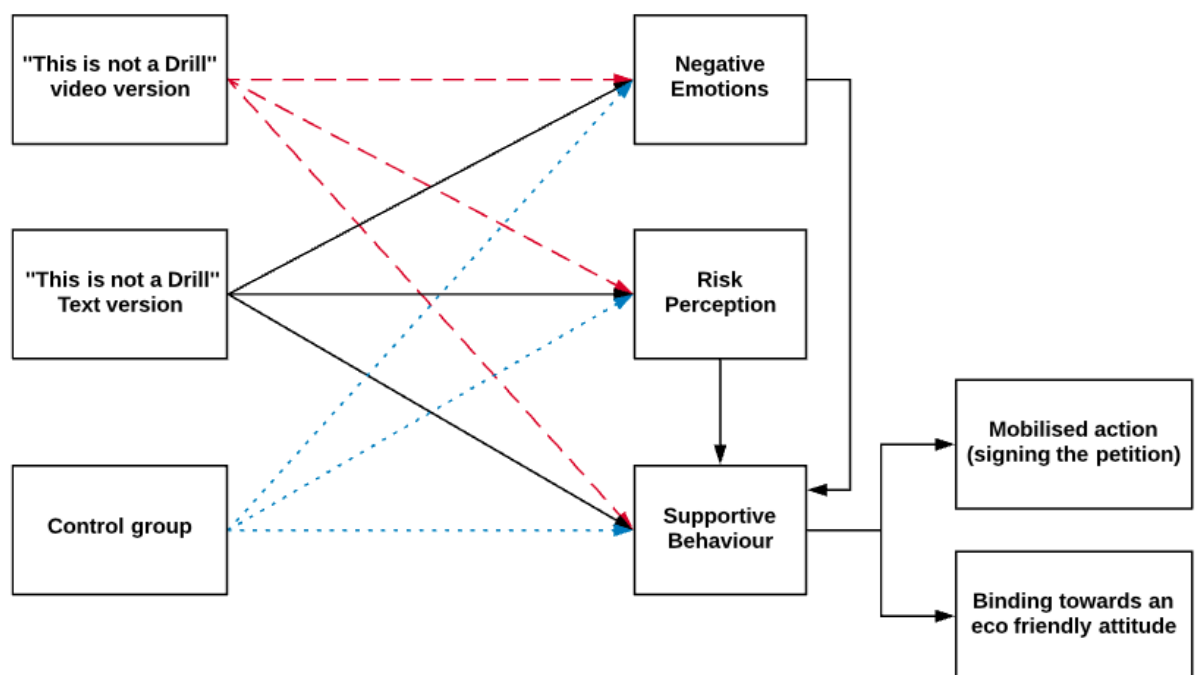 "This is not a Drill"
video version
Negative
Emotions
"This is not a Drill"
Text version
Risk
Perception
Control group
Supportive
Behaviour
Mobilised action
(signing the petition)
Binding towards an
eco friendly attitude